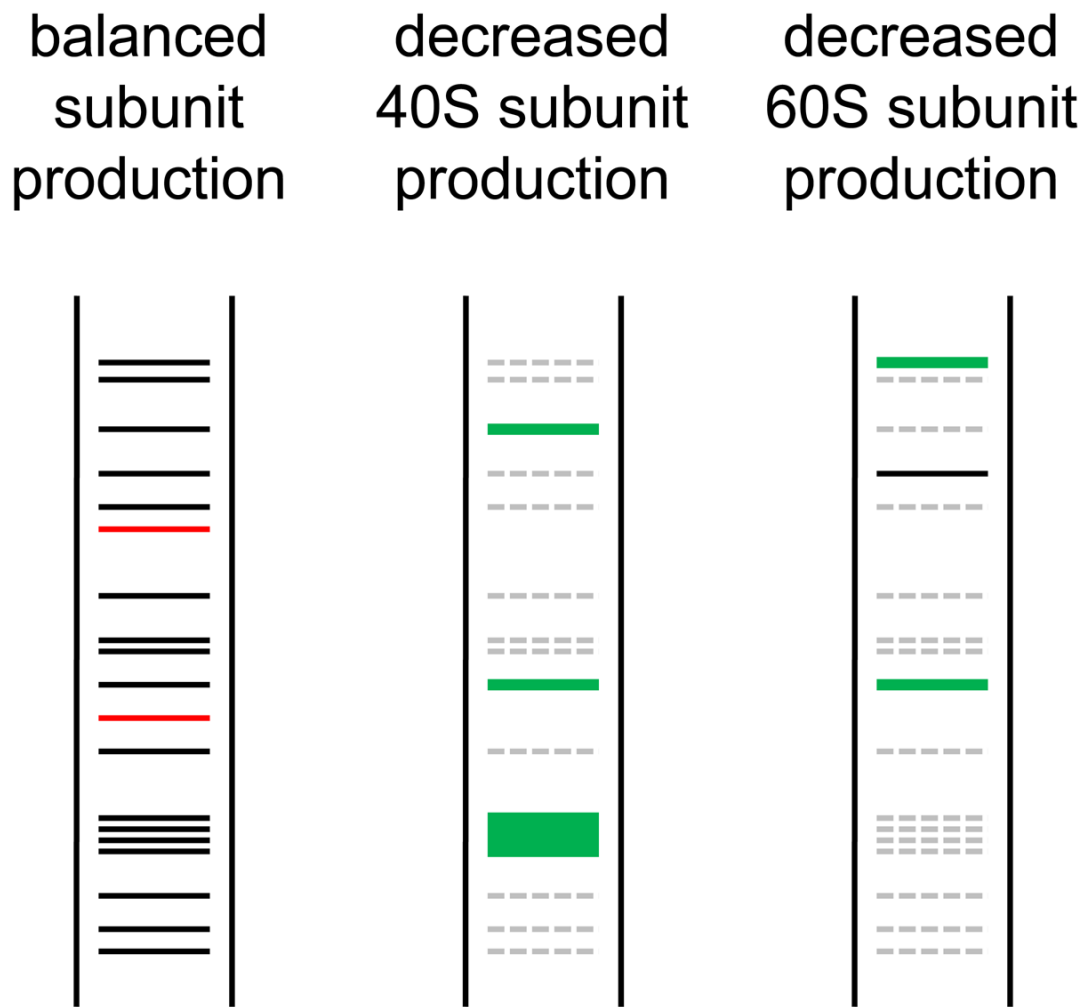 balanced
subunit
production
decreased
40S subunit
production
decreased
60S subunit
production